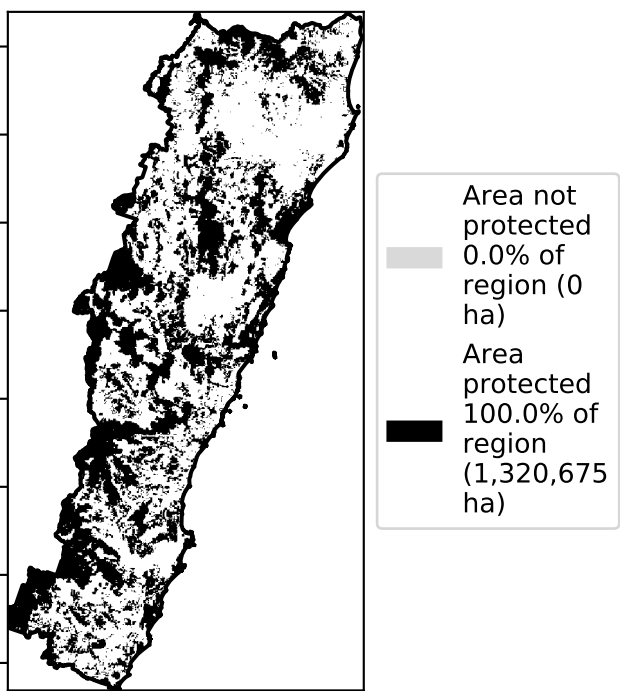 Area not
protected
0.0% of
region (0
ha)
Area
protected
100.0% of
region
(1,320,675
ha)